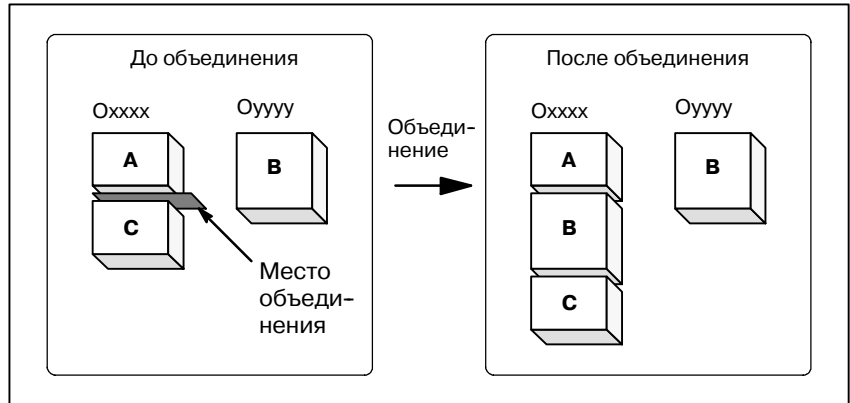 До объединения
Oxxxx
Oyyyy
A
B
C
Место
объеди-
нения
Объеди-
нение
После объединения
Oxxxx
Oyyyy
A
B
B
C